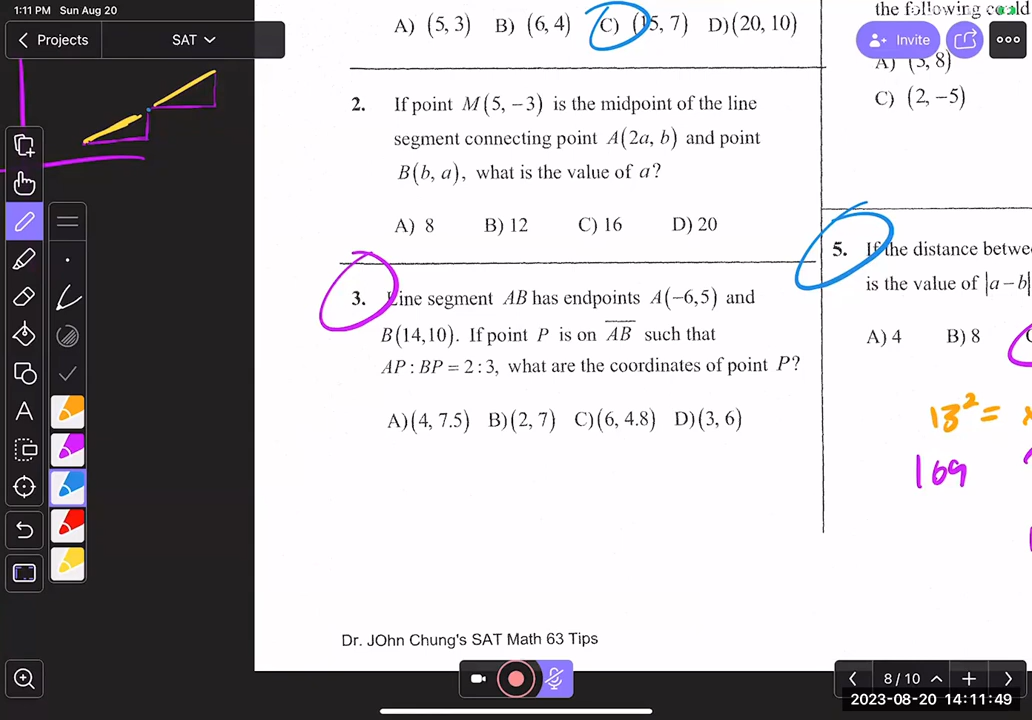 1:11 PM Sun Aug 20
Projects
SAT
Invite
A) (5, 3) B) (6, 4) C) (15, 7) D) (20, 10)
2. If point M(5, −3) is the midpoint of the line
segment connecting point A(2a, b) and point
B(b, a), what is the value of a?
A) 8 B) 12 C) 16 D) 20
3. Line segment AB has endpoints A(−6,5) and
B(14,10). If point P is on AB such that
AP : BP = 2 : 3, what are the coordinates of point P?
A)(4, 7.5) B)(2, 7) C)(6, 4.8) D)(3, 6)
Dr. JOhn Chung's SAT Math 63 Tips
the following could
A) (3, 8)
C) (2, −5)
5. If the distance betwe
is the value of |a − b|
A) 4 B) 8
13² =
169
A
8 / 10
2023-08-20 14:11:49